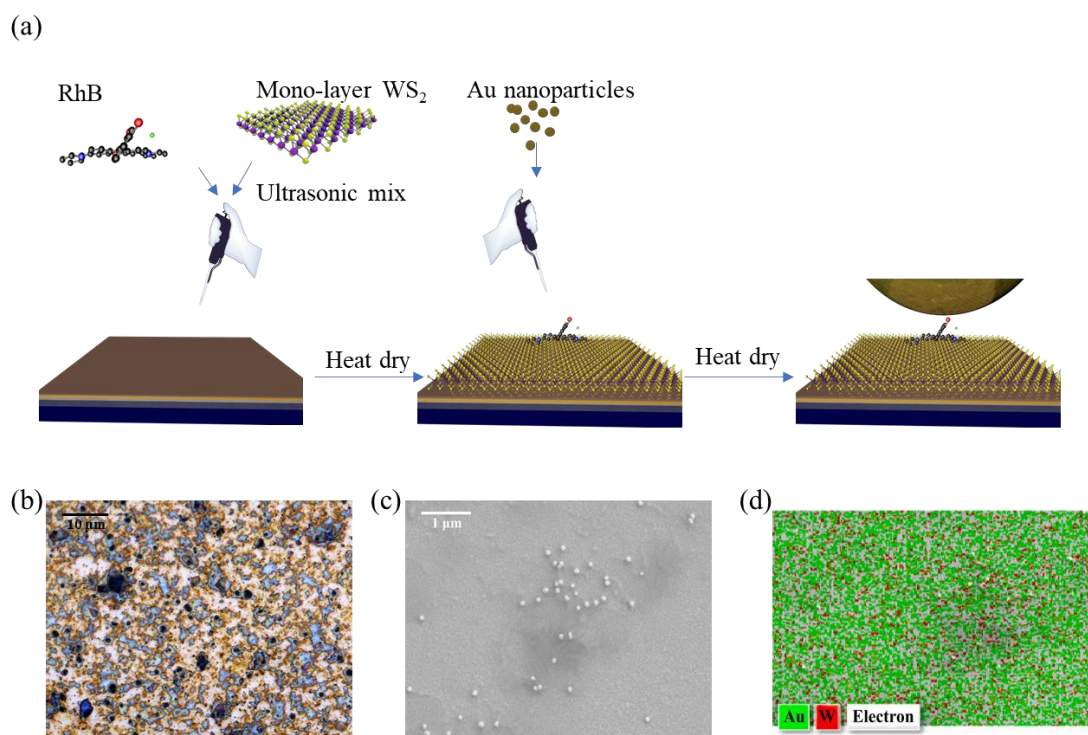 (a)
RhB
Mono-layer WS₂
Au nanoparticles
Ultrasonic mix
Heat dry
Heat dry
(b)
10 μm
(c)
1 μm
(d)
Au W Electron